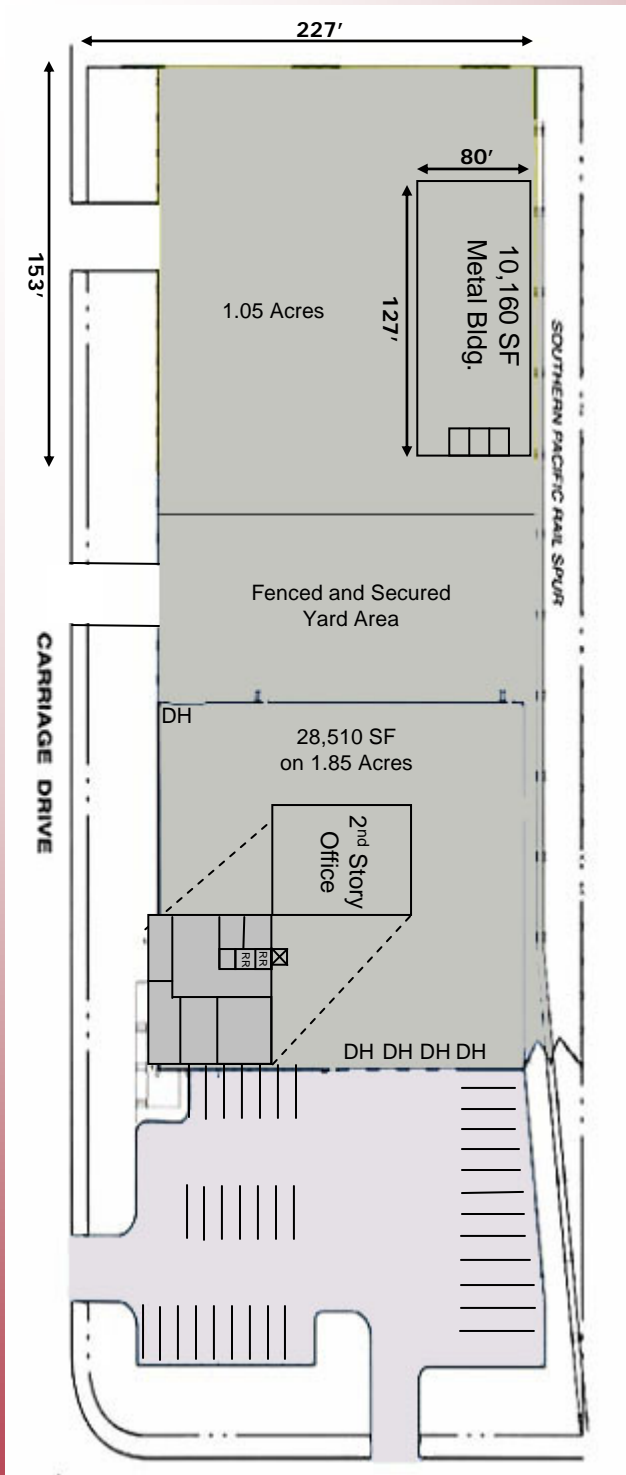 227'
80'
153'
127'
10,160 SF
Metal Bldg.
1.05 Acres
SOUTHERN PACIFIC RAIL SPUR
Fenced and Secured
Yard Area
CARRIAGE DRIVE
DH
28,510 SF
on 1.85 Acres
2nd Story
Office
RR RR
DH DH DH DH